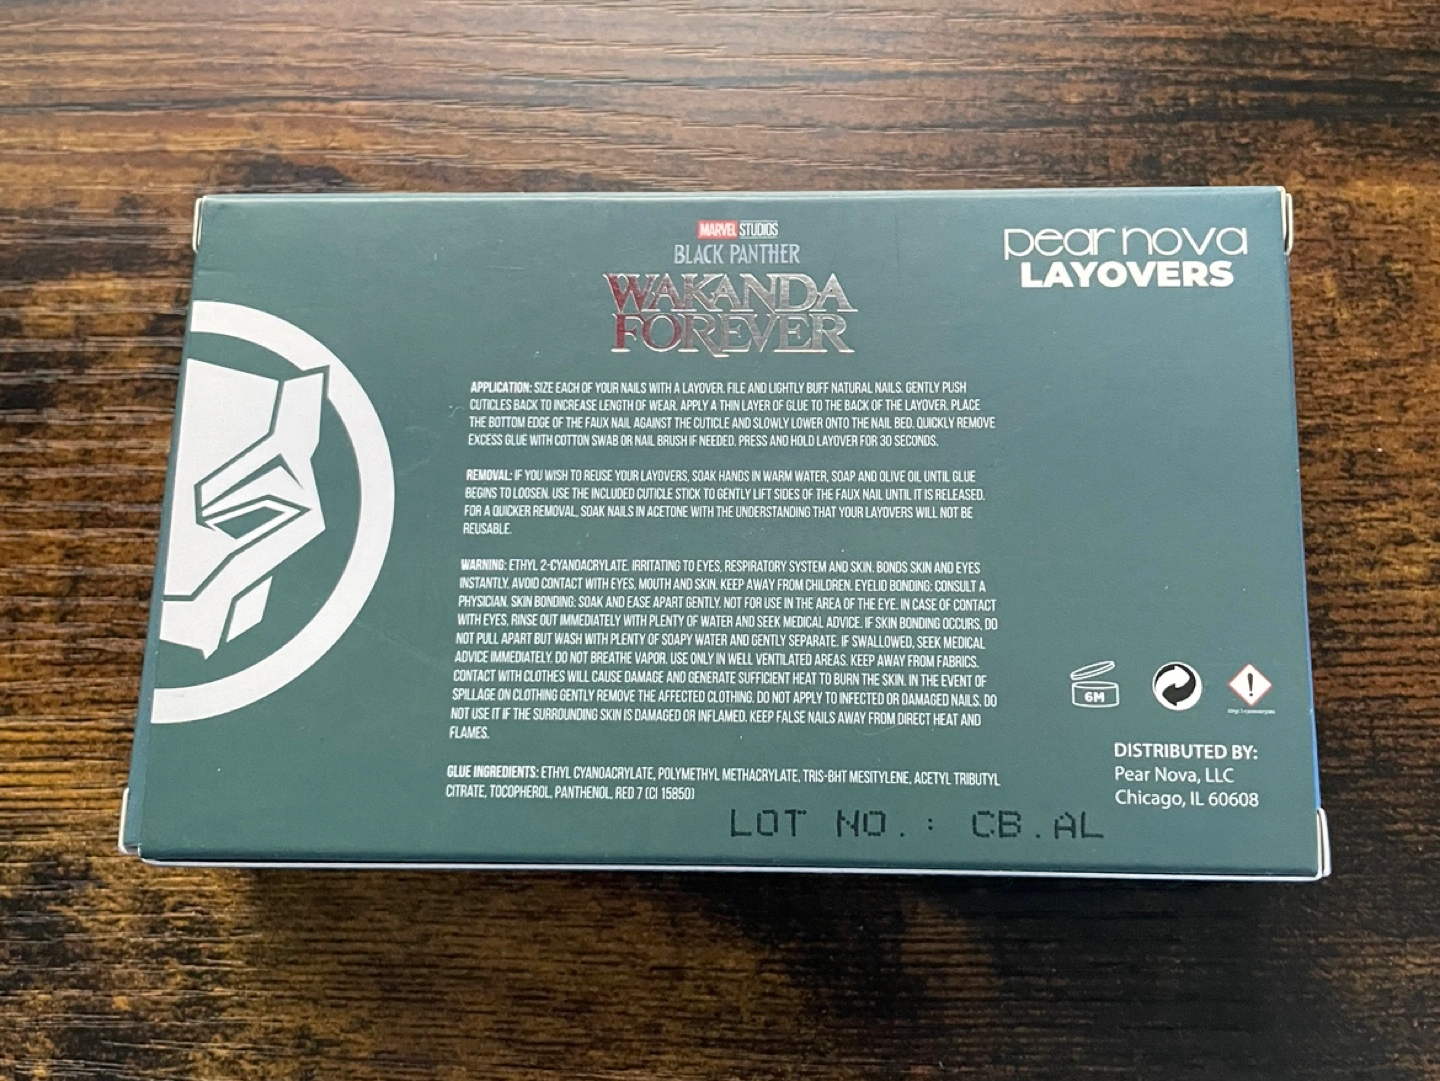 MARVEL STUDIOS
BLACK PANTHER
WAKANDA
FOREVER
pear nova
LAYOVERS
APPLICATION: SIZE EACH OF YOUR NAILS WITH A LAYOVER. FILE AND LIGHTLY BUFF NATURAL NAILS. GENTLY PUSH
CUTICLES BACK TO INCREASE LENGTH OF WEAR. APPLY A THIN LAYER OF GLUE TO THE BACK OF THE LAYOVER. PLACE
THE BOTTOM EDGE OF THE FAUX NAIL AGAINST THE CUTICLE AND SLOWLY LOWER ONTO THE NAIL BED. QUICKLY REMOVE
EXCESS GLUE WITH COTTON SWAB OR NAIL BRUSH IF NEEDED. PRESS AND HOLD LAYOVER FOR 30 SECONDS.
REMOVAL: IF YOU WISH TO REUSE YOUR LAYOVERS, SOAK HANDS IN WARM WATER, SOAP AND OLIVE OIL UNTIL GLUE
BEGINS TO LOOSEN. USE THE INCLUDED CUTICLE STICK TO GENTLY LIFT SIDES OF THE FAUX NAIL UNTIL IT IS RELEASED.
FOR A QUICKER REMOVAL, SOAK NAILS IN ACETONE WITH THE UNDERSTANDING THAT YOUR LAYOVERS WILL NOT BE
REUSABLE.
WARNING: ETHYL 2-CYANOACRYLATE. IRRITATING TO EYES, RESPIRATORY SYSTEM AND SKIN. BONDS SKIN AND EYES
INSTANTLY. AVOID CONTACT WITH EYES, MOUTH AND SKIN. KEEP AWAY FROM CHILDREN. EYELID BONDING: CONSULT A
PHYSICIAN. SKIN BONDING: SOAK AND EASE APART GENTLY. NOT FOR USE IN THE AREA OF THE EYE. IN CASE OF CONTACT
WITH EYES, RINSE OUT IMMEDIATELY WITH PLENTY OF WATER AND SEEK MEDICAL ADVICE. IF SKIN BONDING OCCURS, DO
NOT PULL APART BUT WASH WITH PLENTY OF SOAPY WATER AND GENTLY SEPARATE. IF SWALLOWED, SEEK MEDICAL
ADVICE IMMEDIATELY. DO NOT BREATHE VAPOR. USE ONLY IN WELL VENTILATED AREAS. KEEP AWAY FROM FABRICS.
CONTACT WITH CLOTHES WILL CAUSE DAMAGE AND GENERATE SUFFICIENT HEAT TO BURN THE SKIN. IN THE EVENT OF
SPILLAGE ON CLOTHING GENTLY REMOVE THE AFFECTED CLOTHING. DO NOT APPLY TO INFECTED OR DAMAGED NAILS. DO
NOT USE IT IF THE SURROUNDING SKIN IS DAMAGED OR INFLAMED. KEEP FALSE NAILS AWAY FROM DIRECT HEAT AND
FLAMES.
GLUE INGREDIENTS: ETHYL CYANOACRYLATE, POLYMETHYL METHACRYLATE, TRIS-BHT MESITYLENE, ACETYL TRIBUTYL
CITRATE, TOCOPHEROL, PANTHENOL, RED 7 (CI 15850)
6M
DISTRIBUTED BY:
Pear Nova, LLC
Chicago, IL 60608
LOT NO.: CB.AL